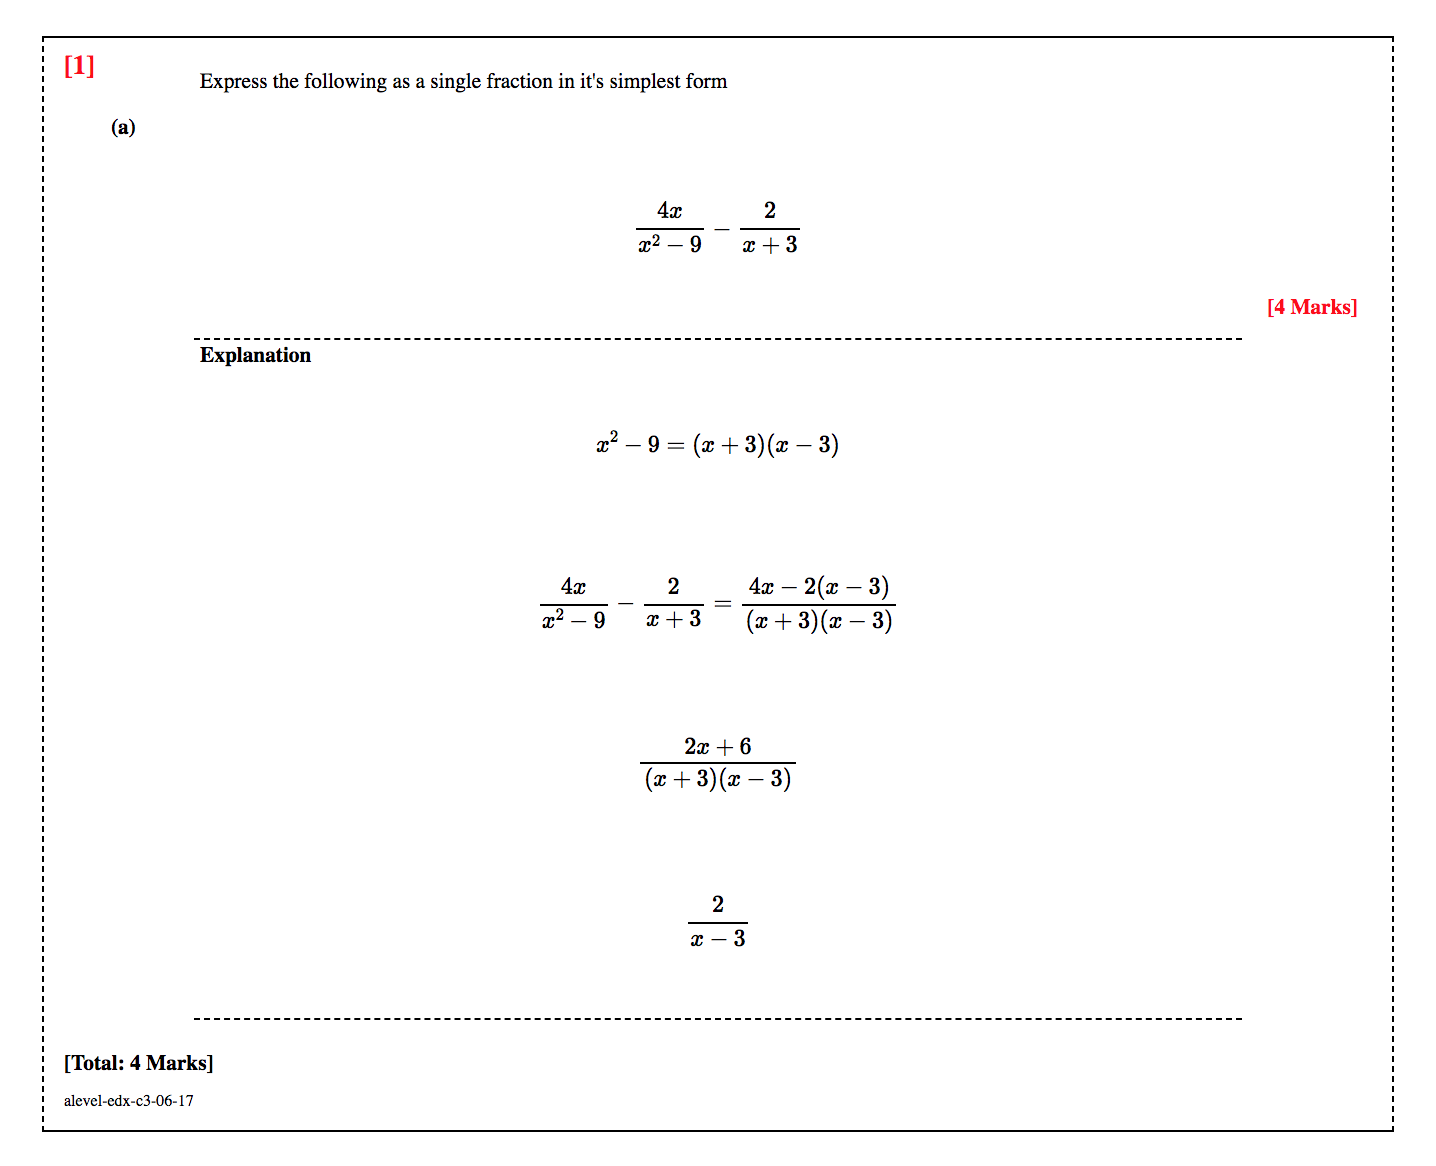 [1]
Express the following as a single fraction in it's simplest form
(a)
\frac{4x}{x^2 - 9} - \frac{2}{x + 3}
[4 Marks]
Explanation
x^2 - 9 = (x + 3)(x - 3)
\frac{4x}{x^2 - 9} - \frac{2}{x + 3} = \frac{4x - 2(x - 3)}{(x + 3)(x - 3)}
\frac{2x + 6}{(x + 3)(x - 3)}
\frac{2}{x - 3}
[Total: 4 Marks]
alevel-edx-c3-06-17